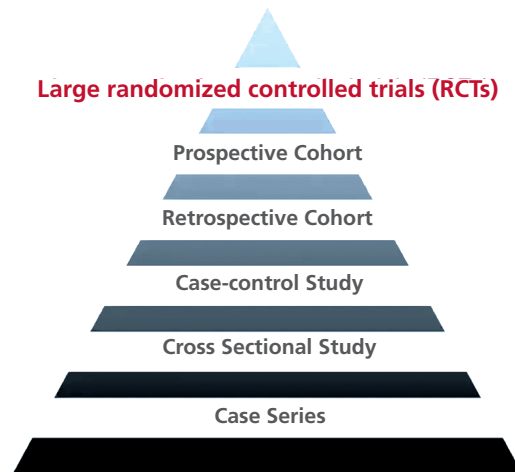 Large randomized controlled trials (RCTs)
Prospective Cohort
Retrospective Cohort
Case-control Study
Cross Sectional Study
Case Series